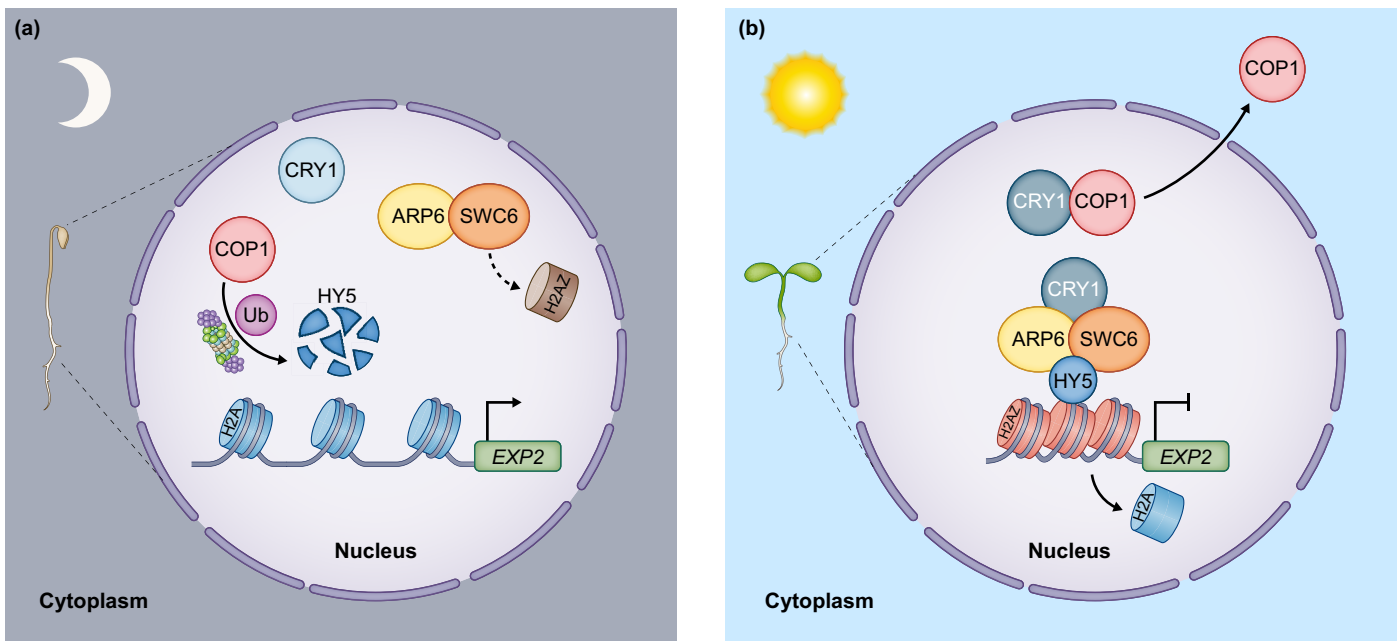 (a)
CRY1
ARP6
SWC6
COP1
H2AZ
Ub
HY5
H2A
EXP2
Nucleus
Cytoplasm
(b)
COP1
CRY1
COP1
CRY1
ARP6
SWC6
HY5
H2AZ
EXP2
H2A
Nucleus
Cytoplasm